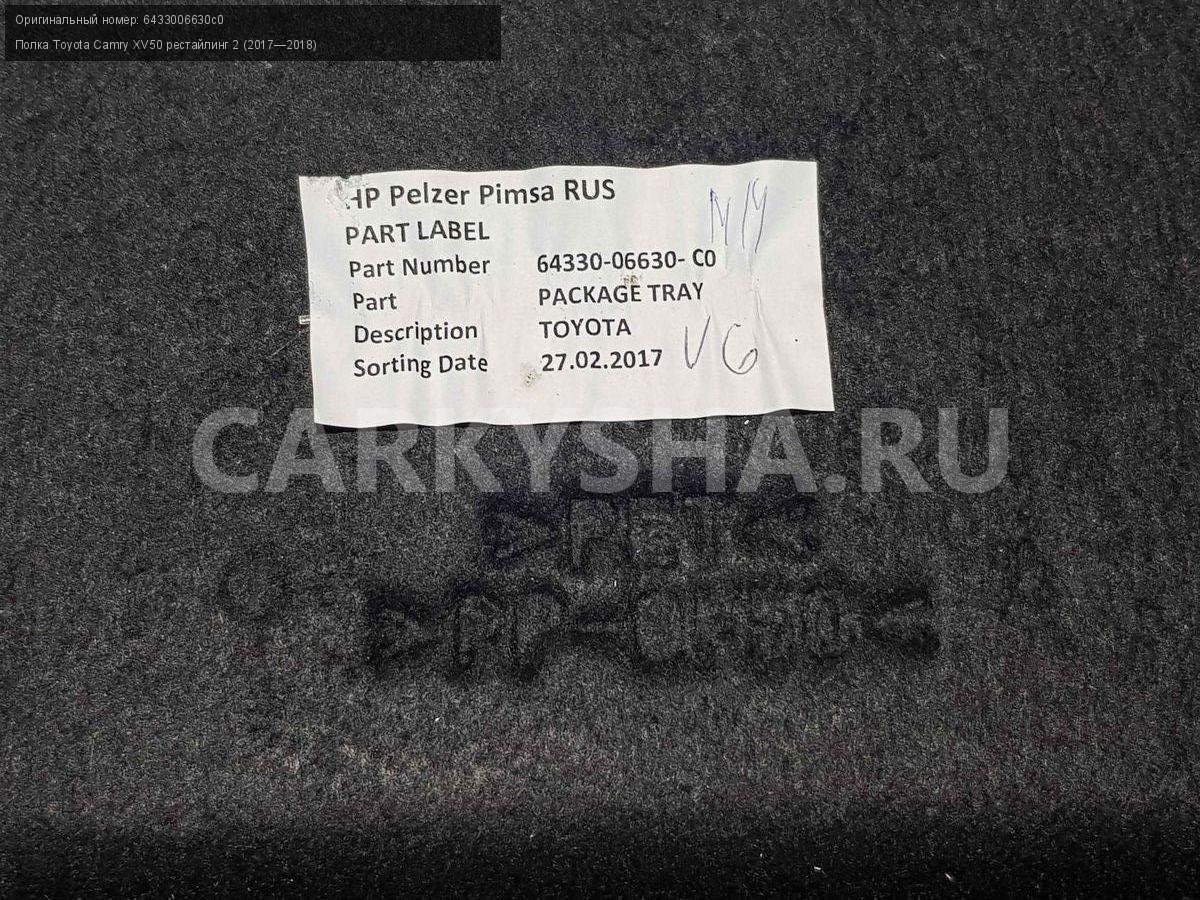 Оригинальный номер: 6433006630c0
Полка Toyota Camry XV50 рестайлинг 2 (2017—2018)
HP Pelzer Pimsa RUS
PART LABEL
Part Number 64330-06630- C0
Part PACKAGE TRAY
Description TOYOTA
Sorting Date 27.02.2017
CARKYSHA.RU
>PET<